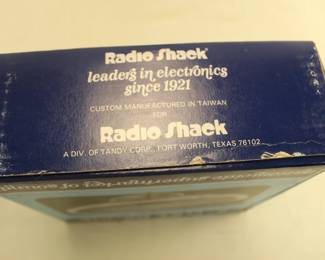 Radio Shack
leaders in electronics
since 1921
CUSTOM MANUFACTURED IN TAIWAN
FOR
Radio Shack
A DIV. OF TANDY CORP., FORT WORTH, TEXAS 76102